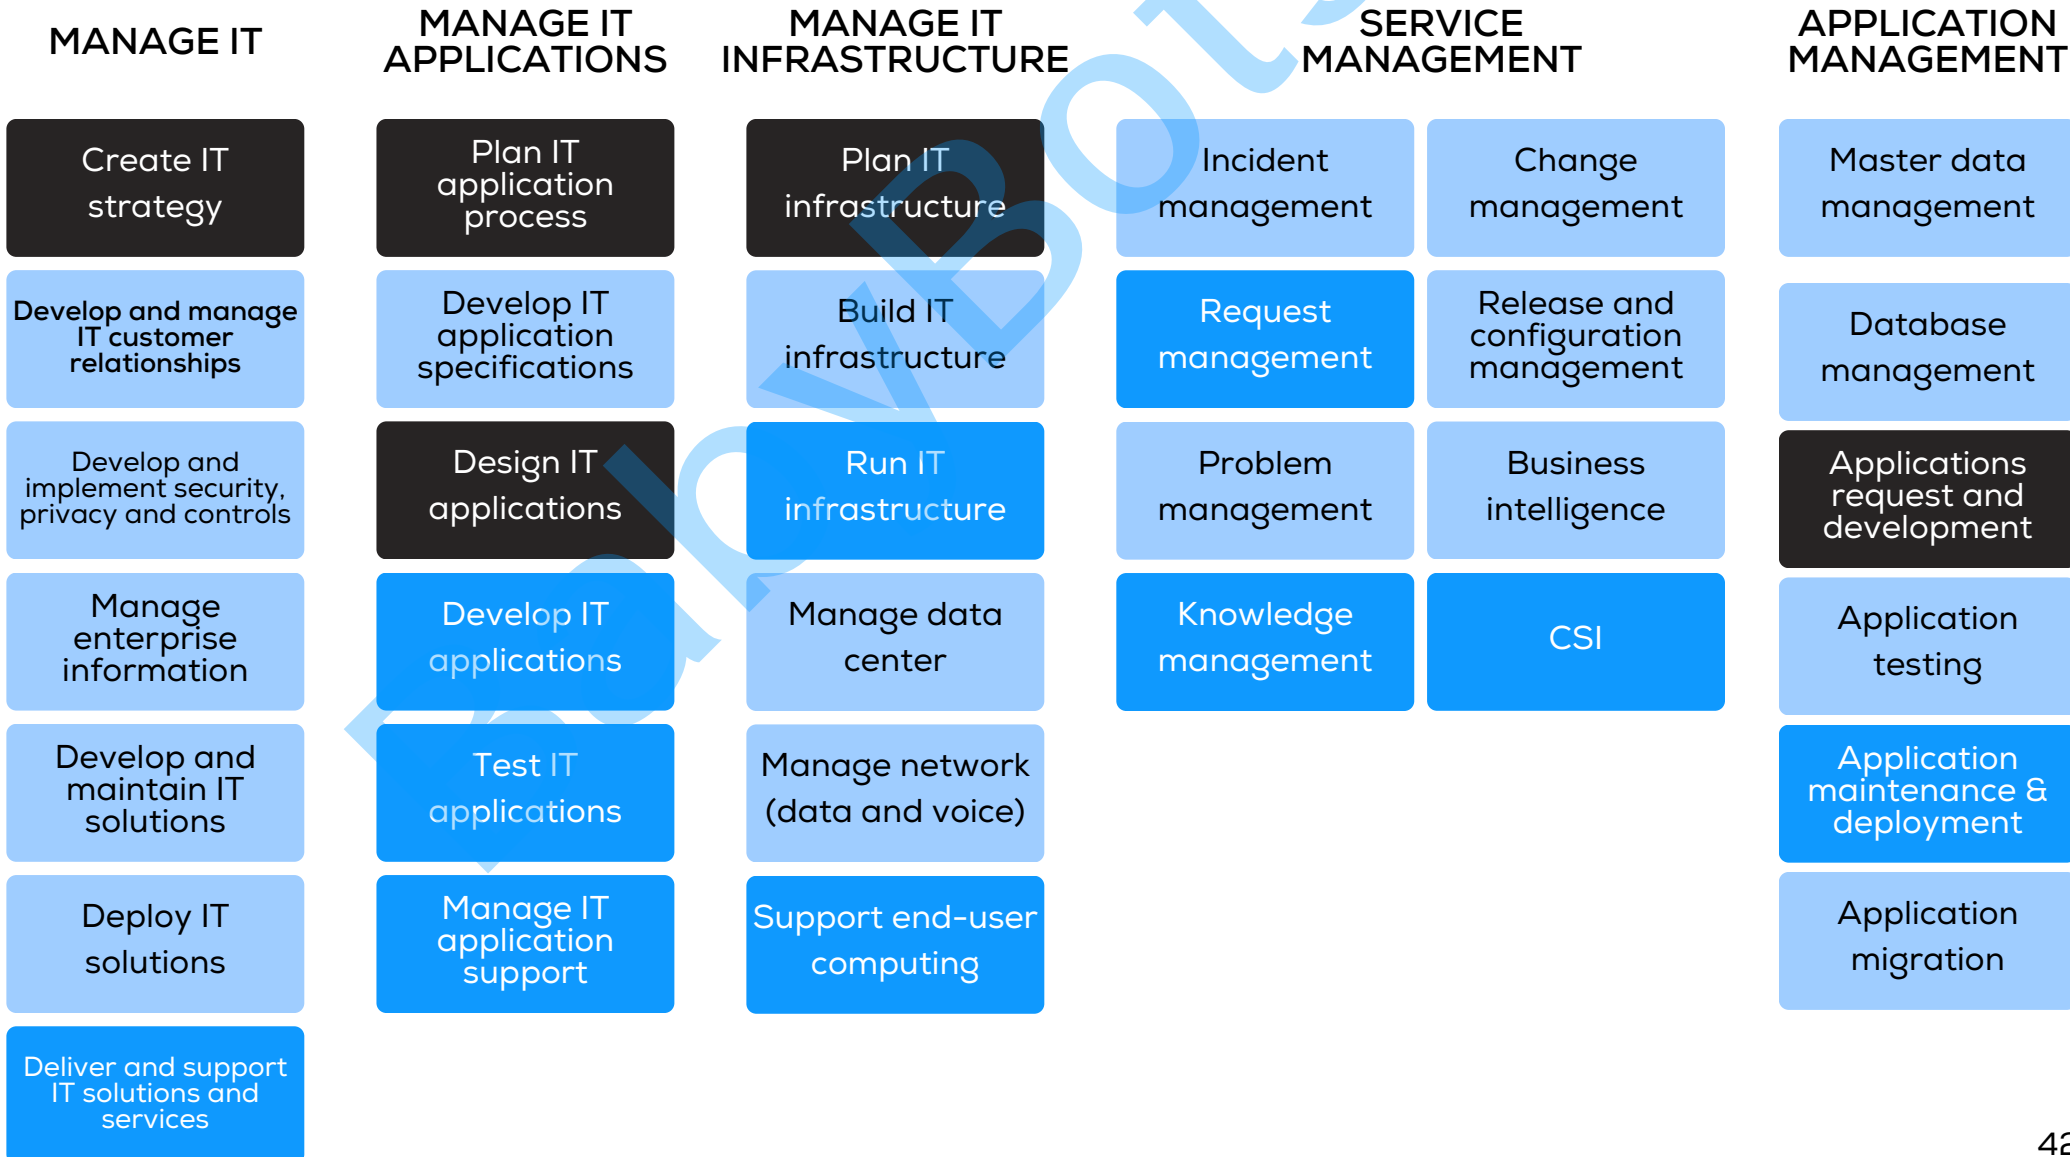 MANAGE IT
MANAGE IT
APPLICATIONS
MANAGE IT
INFRASTRUCTURE
SERVICE
MANAGEMENT
APPLICATION
MANAGEMENT
Create IT
strategy
Develop and manage
IT customer
relationships
Develop and
implement security,
privacy and controls
Manage
enterprise
information
Develop and
maintain IT
solutions
Deploy IT
solutions
Deliver and support
IT solutions and
services
Plan IT
application
process
Develop IT
application
specifications
Design IT
applications
Develop IT
applications
Test IT
applications
Manage IT
application
support
Plan IT
infrastructure
Build IT
infrastructure
Run IT
infrastructure
Manage data
center
Manage network
(data and voice)
Support end-user
computing
Incident
management
Request
management
Problem
management
Knowledge
management
Change
management
Release and
configuration
management
Business
intelligence
CSI
Master data
management
Database
management
Applications
request and
development
Application
testing
Application
maintenance &
deployment
Application
migration
42